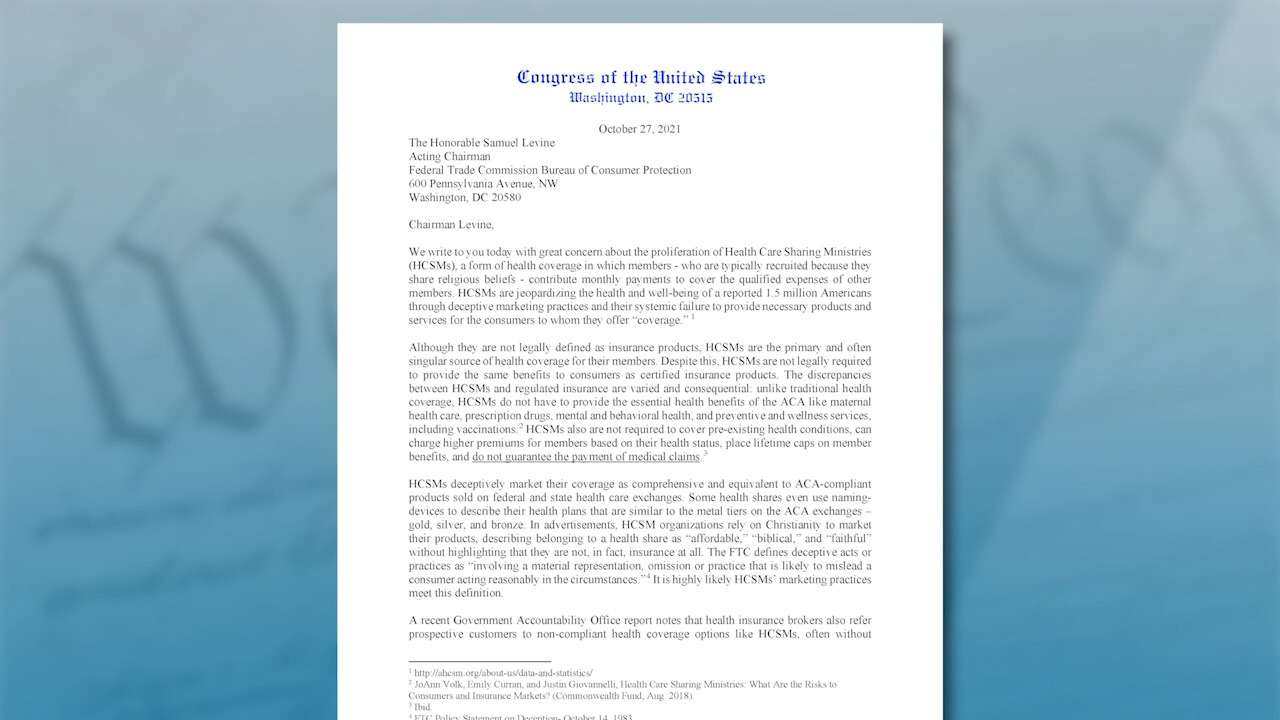 Congress of the United States
Washington, DC 20515
October 27, 2021
The Honorable Samuel Levine
Acting Chairman
Federal Trade Commission Bureau of Consumer Protection
600 Pennsylvania Avenue, NW
Washington, DC 20580
Chairman Levine,
We write to you today with great concern about the proliferation of Health Care Sharing Ministries
(HCSMs), a form of health coverage in which members - who are typically recruited because they
share religious beliefs - contribute monthly payments to cover the qualified expenses of other
members. HCSMs are jeopardizing the health and well-being of a reported 1.5 million Americans
through deceptive marketing practices and their systemic failure to provide necessary products and
services for the consumers to whom they offer “coverage.” 1
Although they are not legally defined as insurance products, HCSMs are the primary and often
singular source of health coverage for their members. Despite this, HCSMs are not legally required
to provide the same benefits to consumers as certified insurance products. The discrepancies
between HCSMs and regulated insurance are varied and consequential: unlike traditional health
coverage, HCSMs do not have to provide the essential health benefits of the ACA like maternal
health care, prescription drugs, mental and behavioral health, and preventive and wellness services,
including vaccinations.2 HCSMs also are not required to cover pre-existing health conditions, can
charge higher premiums for members based on their health status, place lifetime caps on member
benefits, and do not guarantee the payment of medical claims.3
HCSMs deceptively market their coverage as comprehensive and equivalent to ACA-compliant
products sold on federal and state health care exchanges. Some health shares even use naming-
devices to describe their health plans that are similar to the metal tiers on the ACA exchanges –
gold, silver, and bronze. In advertisements, HCSM organizations rely on Christianity to market
their products, describing belonging to a health share as “affordable,” “biblical,” and “faithful”
without highlighting that they are not, in fact, insurance at all. The FTC defines deceptive acts or
practices as “involving a material representation, omission or practice that is likely to mislead a
consumer acting reasonably in the circumstances.”4 It is highly likely HCSMs’ marketing practices
meet this definition.
A recent Government Accountability Office report notes that health insurance brokers also refer
prospective customers to non-compliant health coverage options like HCSMs, often without
1 http://ahcsm.org/about-us/data-and-statistics/
2 JoAnn Volk, Emily Curran, and Justin Giovannelli, Health Care Sharing Ministries: What Are the Risks to
Consumers and Insurance Markets? (Commonwealth Fund, Aug. 2018).
3 Ibid.
4 FTC Policy Statement on Deception- October 14, 1983